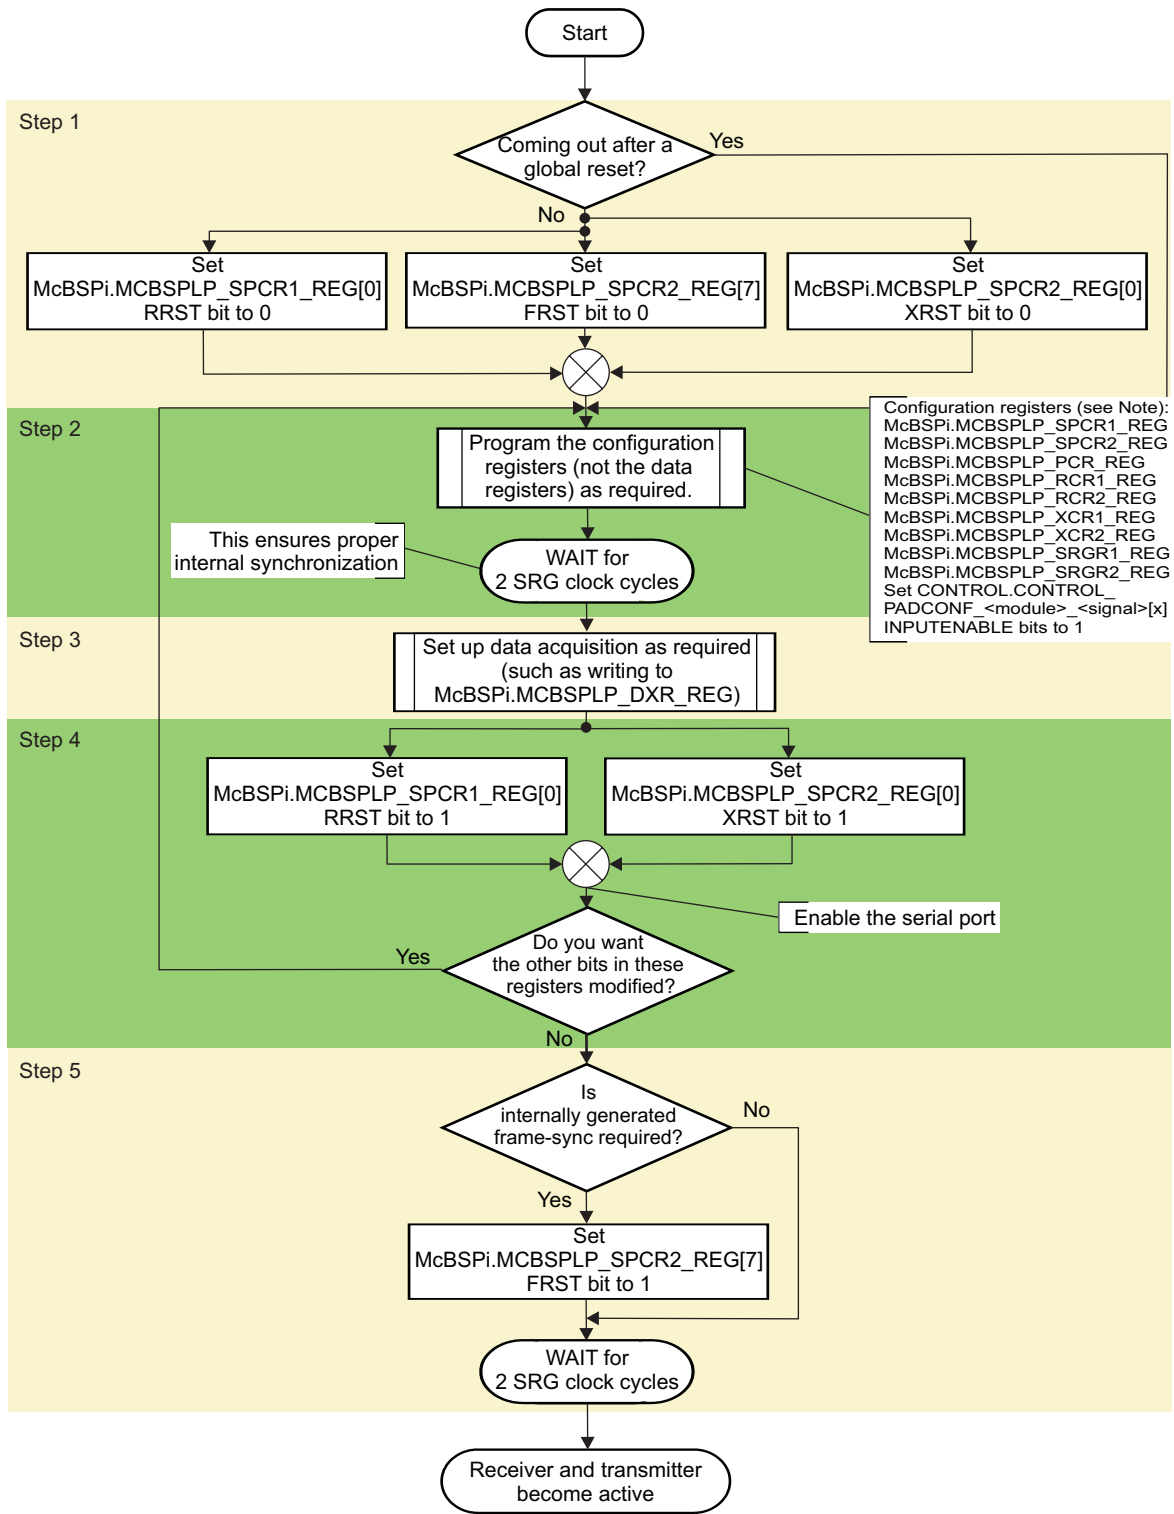 Start
Step 1
Coming out after a
global reset?
Yes
No
Set
McBSPi.MCBSPLP_SPCR1_REG[0]
RRST bit to 0
Set
McBSPi.MCBSPLP_SPCR2_REG[7]
FRST bit to 0
Set
McBSPi.MCBSPLP_SPCR2_REG[0]
XRST bit to 0
Step 2
Program the configuration
registers (not the data
registers) as required.
Configuration registers (see Note):
McBSPi.MCBSPLP_SPCR1_REG
McBSPi.MCBSPLP_SPCR2_REG
McBSPi.MCBSPLP_PCR_REG
McBSPi.MCBSPLP_RCR1_REG
McBSPi.MCBSPLP_RCR2_REG
McBSPi.MCBSPLP_XCR1_REG
McBSPi.MCBSPLP_XCR2_REG
McBSPi.MCBSPLP_SRGR1_REG
McBSPi.MCBSPLP_SRGR2_REG
Set CONTROL.CONTROL_
PADCONF_<module>_<signal>[x]
INPUTENABLE bits to 1
This ensures proper
internal synchronization
WAIT for
2 SRG clock cycles
Step 3
Set up data acquisition as required
(such as writing to
McBSPi.MCBSPLP_DXR_REG)
Step 4
Set
McBSPi.MCBSPLP_SPCR1_REG[0]
RRST bit to 1
Set
McBSPi.MCBSPLP_SPCR2_REG[0]
XRST bit to 1
Enable the serial port
Do you want
the other bits in these
registers modified?
Yes
No
Step 5
Is
internally generated
frame-sync required?
No
Yes
Set
McBSPi.MCBSPLP_SPCR2_REG[7]
FRST bit to 1
WAIT for
2 SRG clock cycles
Receiver and transmitter
become active